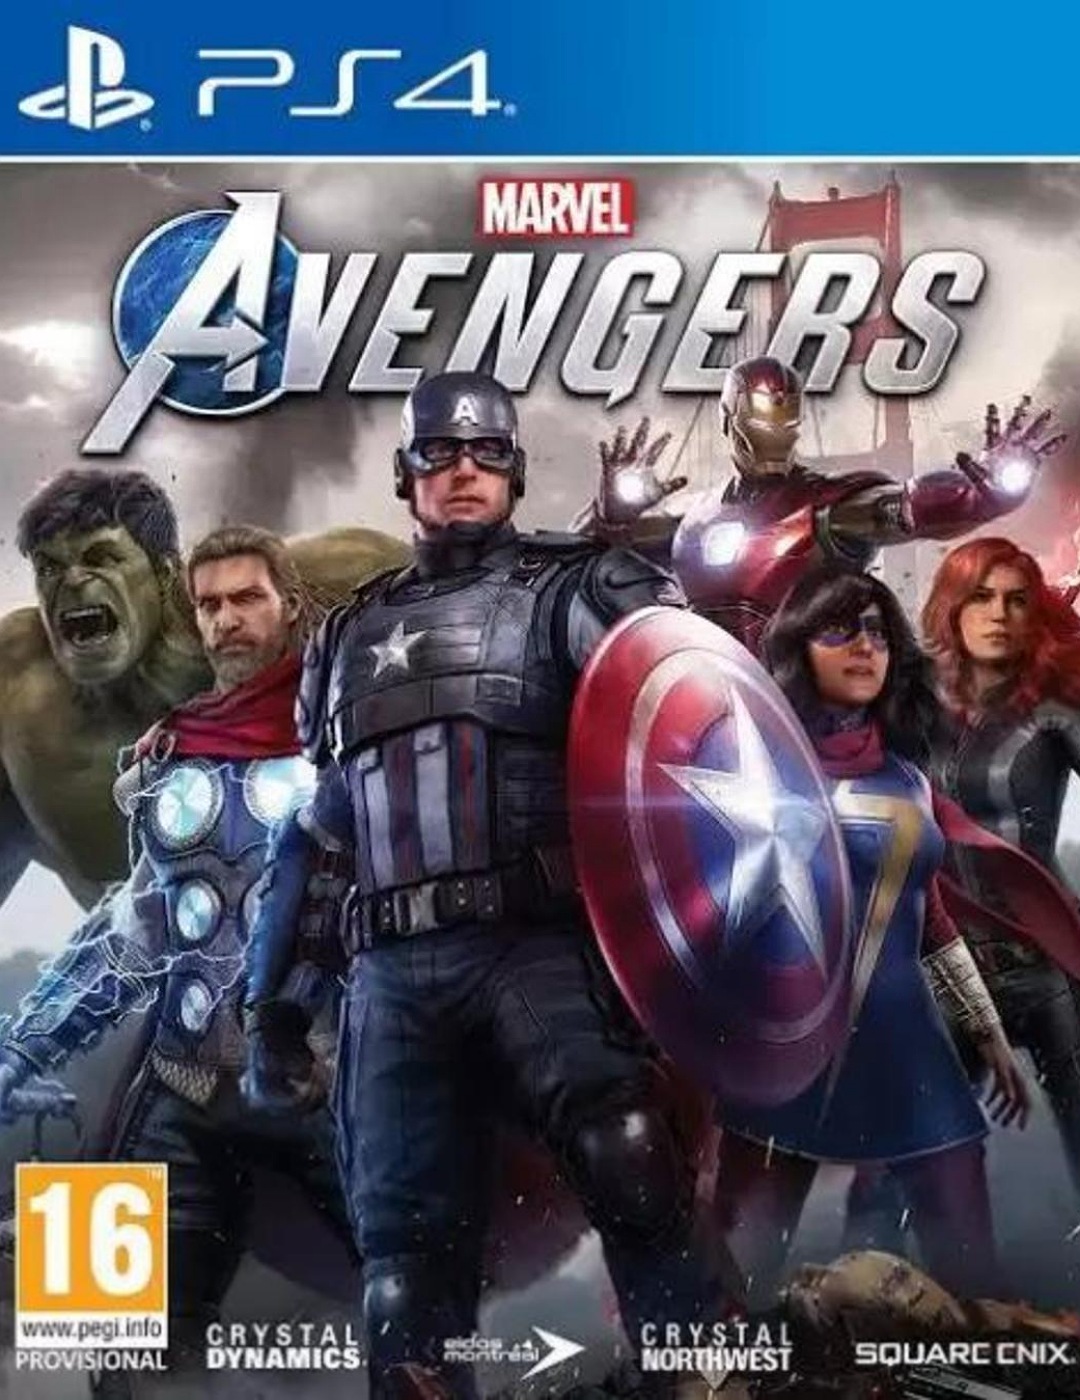 PS4
MARVEL
AVENGERS
A
16
www.pegi.info
PROVISIONAL
CRYSTAL
DYNAMICS
eidos
montréal
CRYSTAL
NORTHWEST
SQUARE ENIX